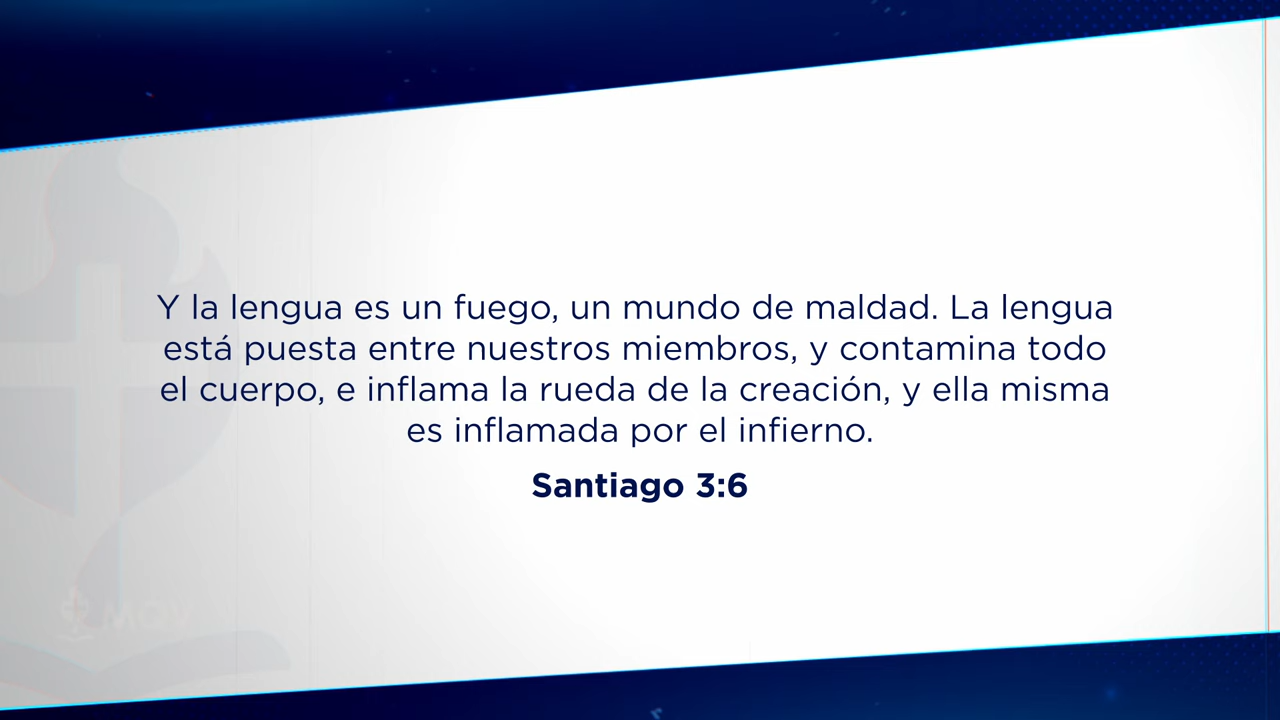 Y la lengua es un fuego, un mundo de maldad. La lengua
está puesta entre nuestros miembros, y contamina todo
el cuerpo, e inflama la rueda de la creación, y ella misma
es inflamada por el infierno.
Santiago 3:6